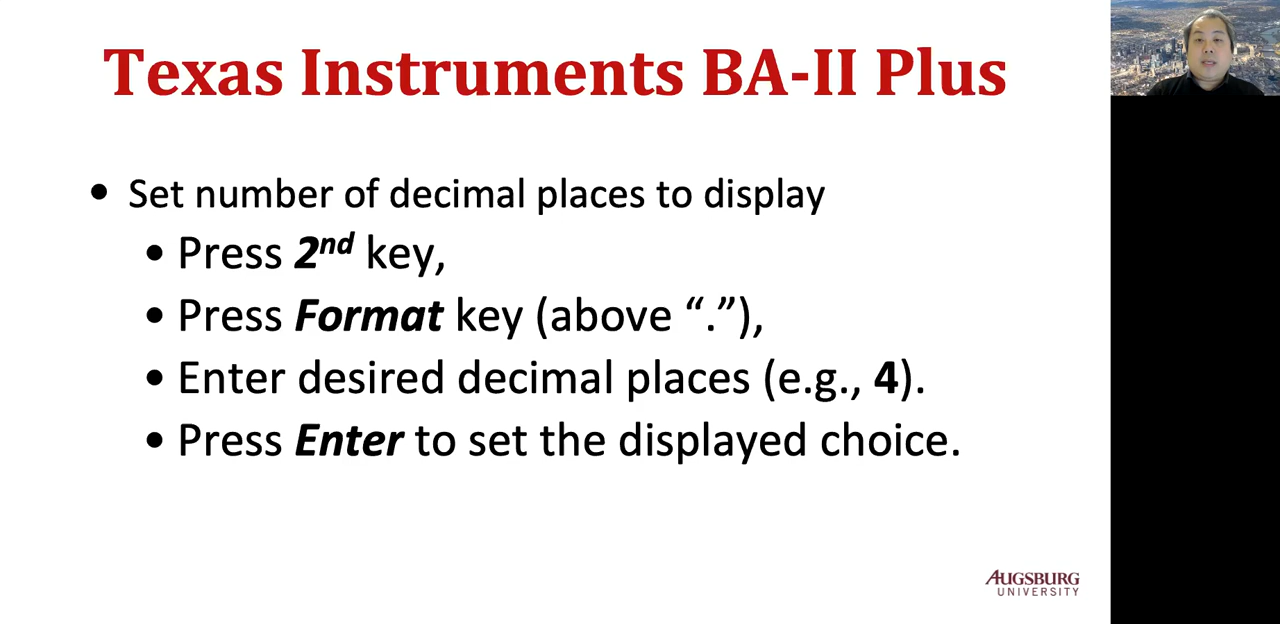 Texas Instruments BA-II Plus
• Set number of decimal places to display
• Press 2nd key,
• Press Format key (above “.”),
• Enter desired decimal places (e.g., 4).
• Press Enter to set the displayed choice.
AUGSBURG
UNIVERSITY